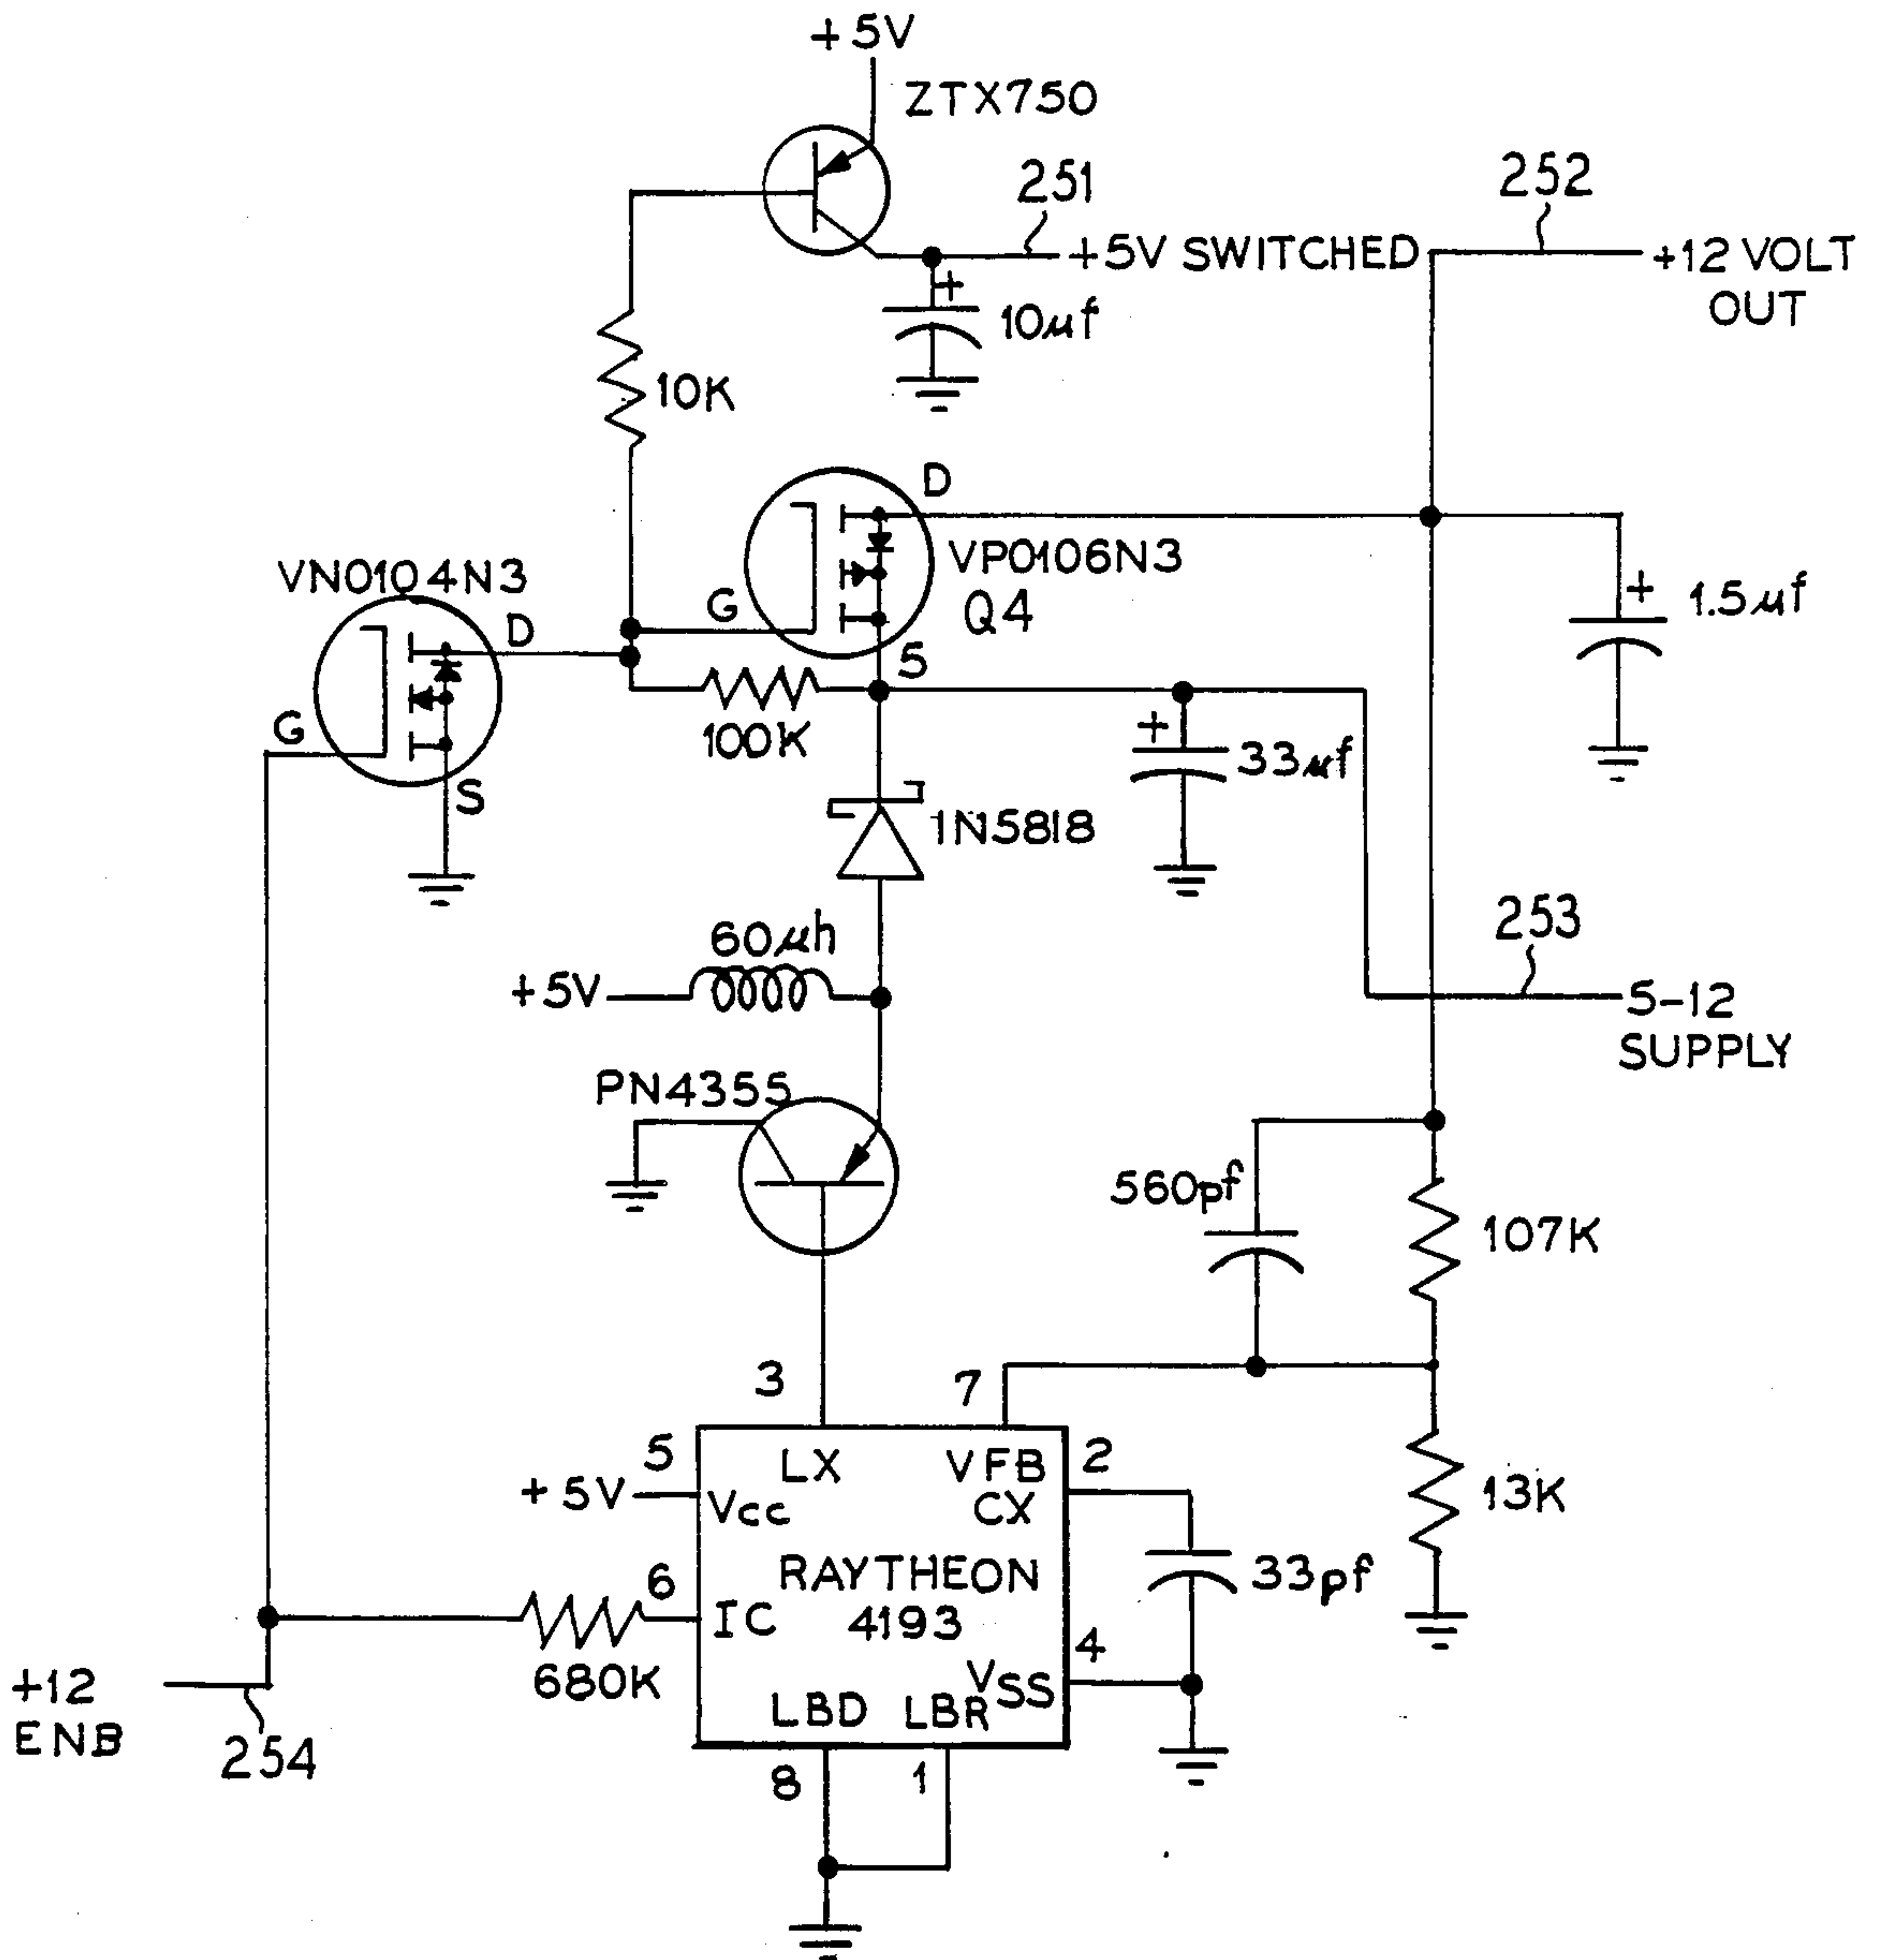 +5V
ZTX750
251
252
+5V SWITCHED
+12 VOLT
OUT
+
10µf
10K
D
VP0106N3
Q4
G
S
VN0104N3
D
G
S
100K
+
33µf
+
1.5µf
1N5818
60µh
+5V
253
5-12
SUPPLY
PN4355
560pf
107K
3
7
5
+5V
LX
VFB
2
Vcc
CX
13K
RAYTHEON
4193
33pf
6
IC
680K
4
VSS
LBD
LBR
+12
ENB
254
8
1